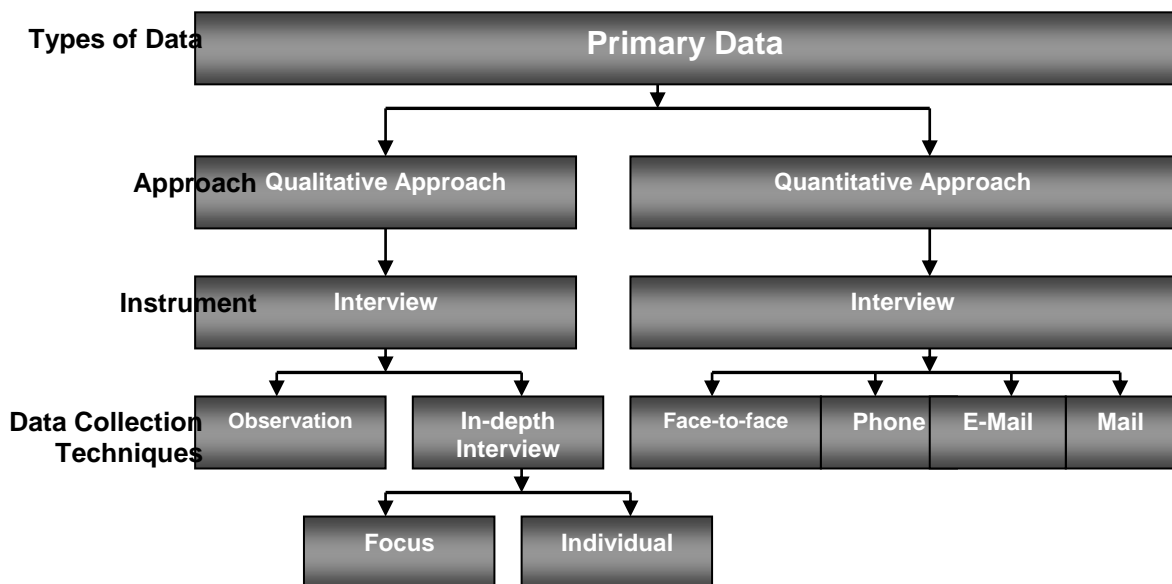 Types of Data
Primary Data
Approach
Qualitative Approach
Quantitative Approach
Instrument
Interview
Interview
Data Collection
Techniques
Observation
In-depth
Interview
Face-to-face
Phone
E-Mail
Mail
Focus
Individual